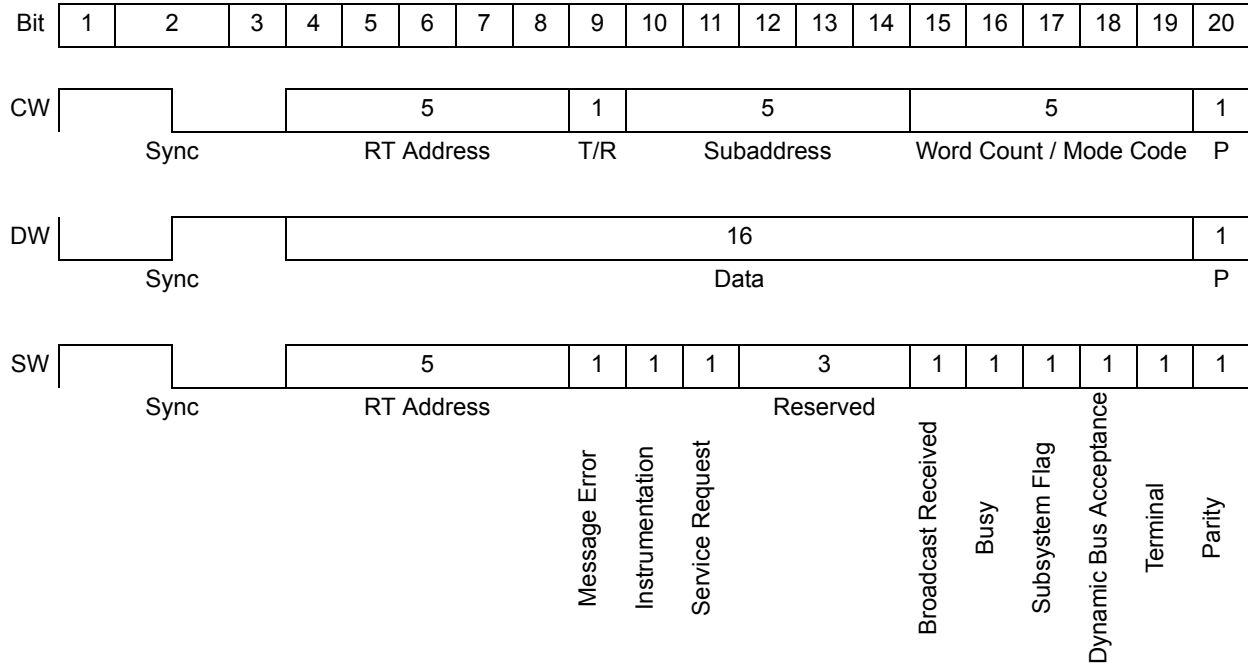 Bit 1 2 3 4 5 6 7 8 9 10 11 12 13 14 15 16 17 18 19 20
CW 5 1 5 5 1
Sync RT Address T/R Subaddress Word Count / Mode Code P
DW 16 1
Sync Data P
SW 5 1 1 1 3 1 1 1 1 1 1
Sync RT Address Reserved
Message Error
Instrumentation
Service Request
Broadcast Received
Busy
Subsystem Flag
Dynamic Bus Acceptance
Terminal
Parity